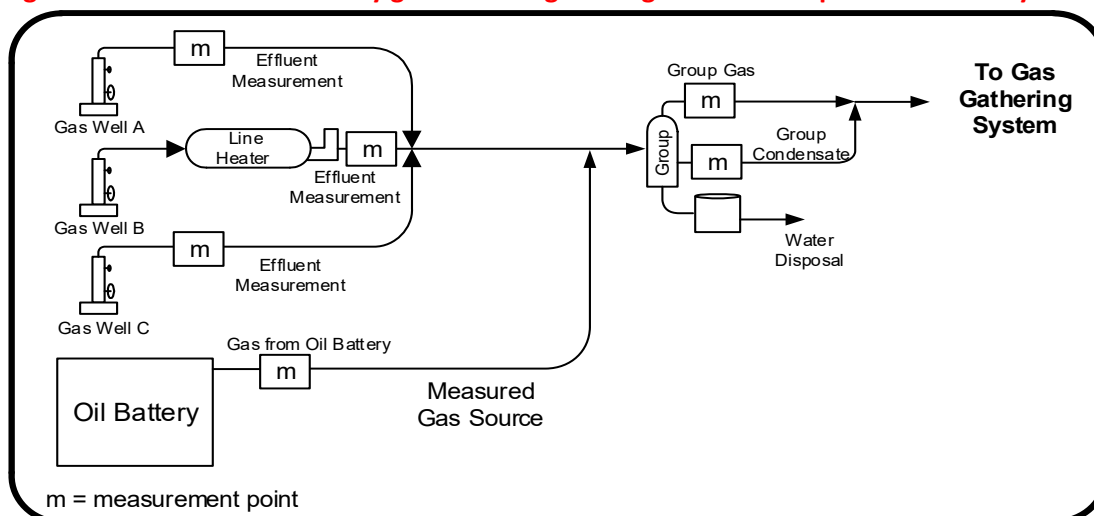 m
Effluent
Measurement
Gas Well A
Line
Heater
m
Effluent
Measurement
Gas Well B
m
Effluent
Measurement
Gas Well C
Gas from Oil Battery
m
Oil Battery
Measured
Gas Source
Group Gas
m
Group
m
Group
Condensate
Water
Disposal
To Gas
Gathering
System
m = measurement point